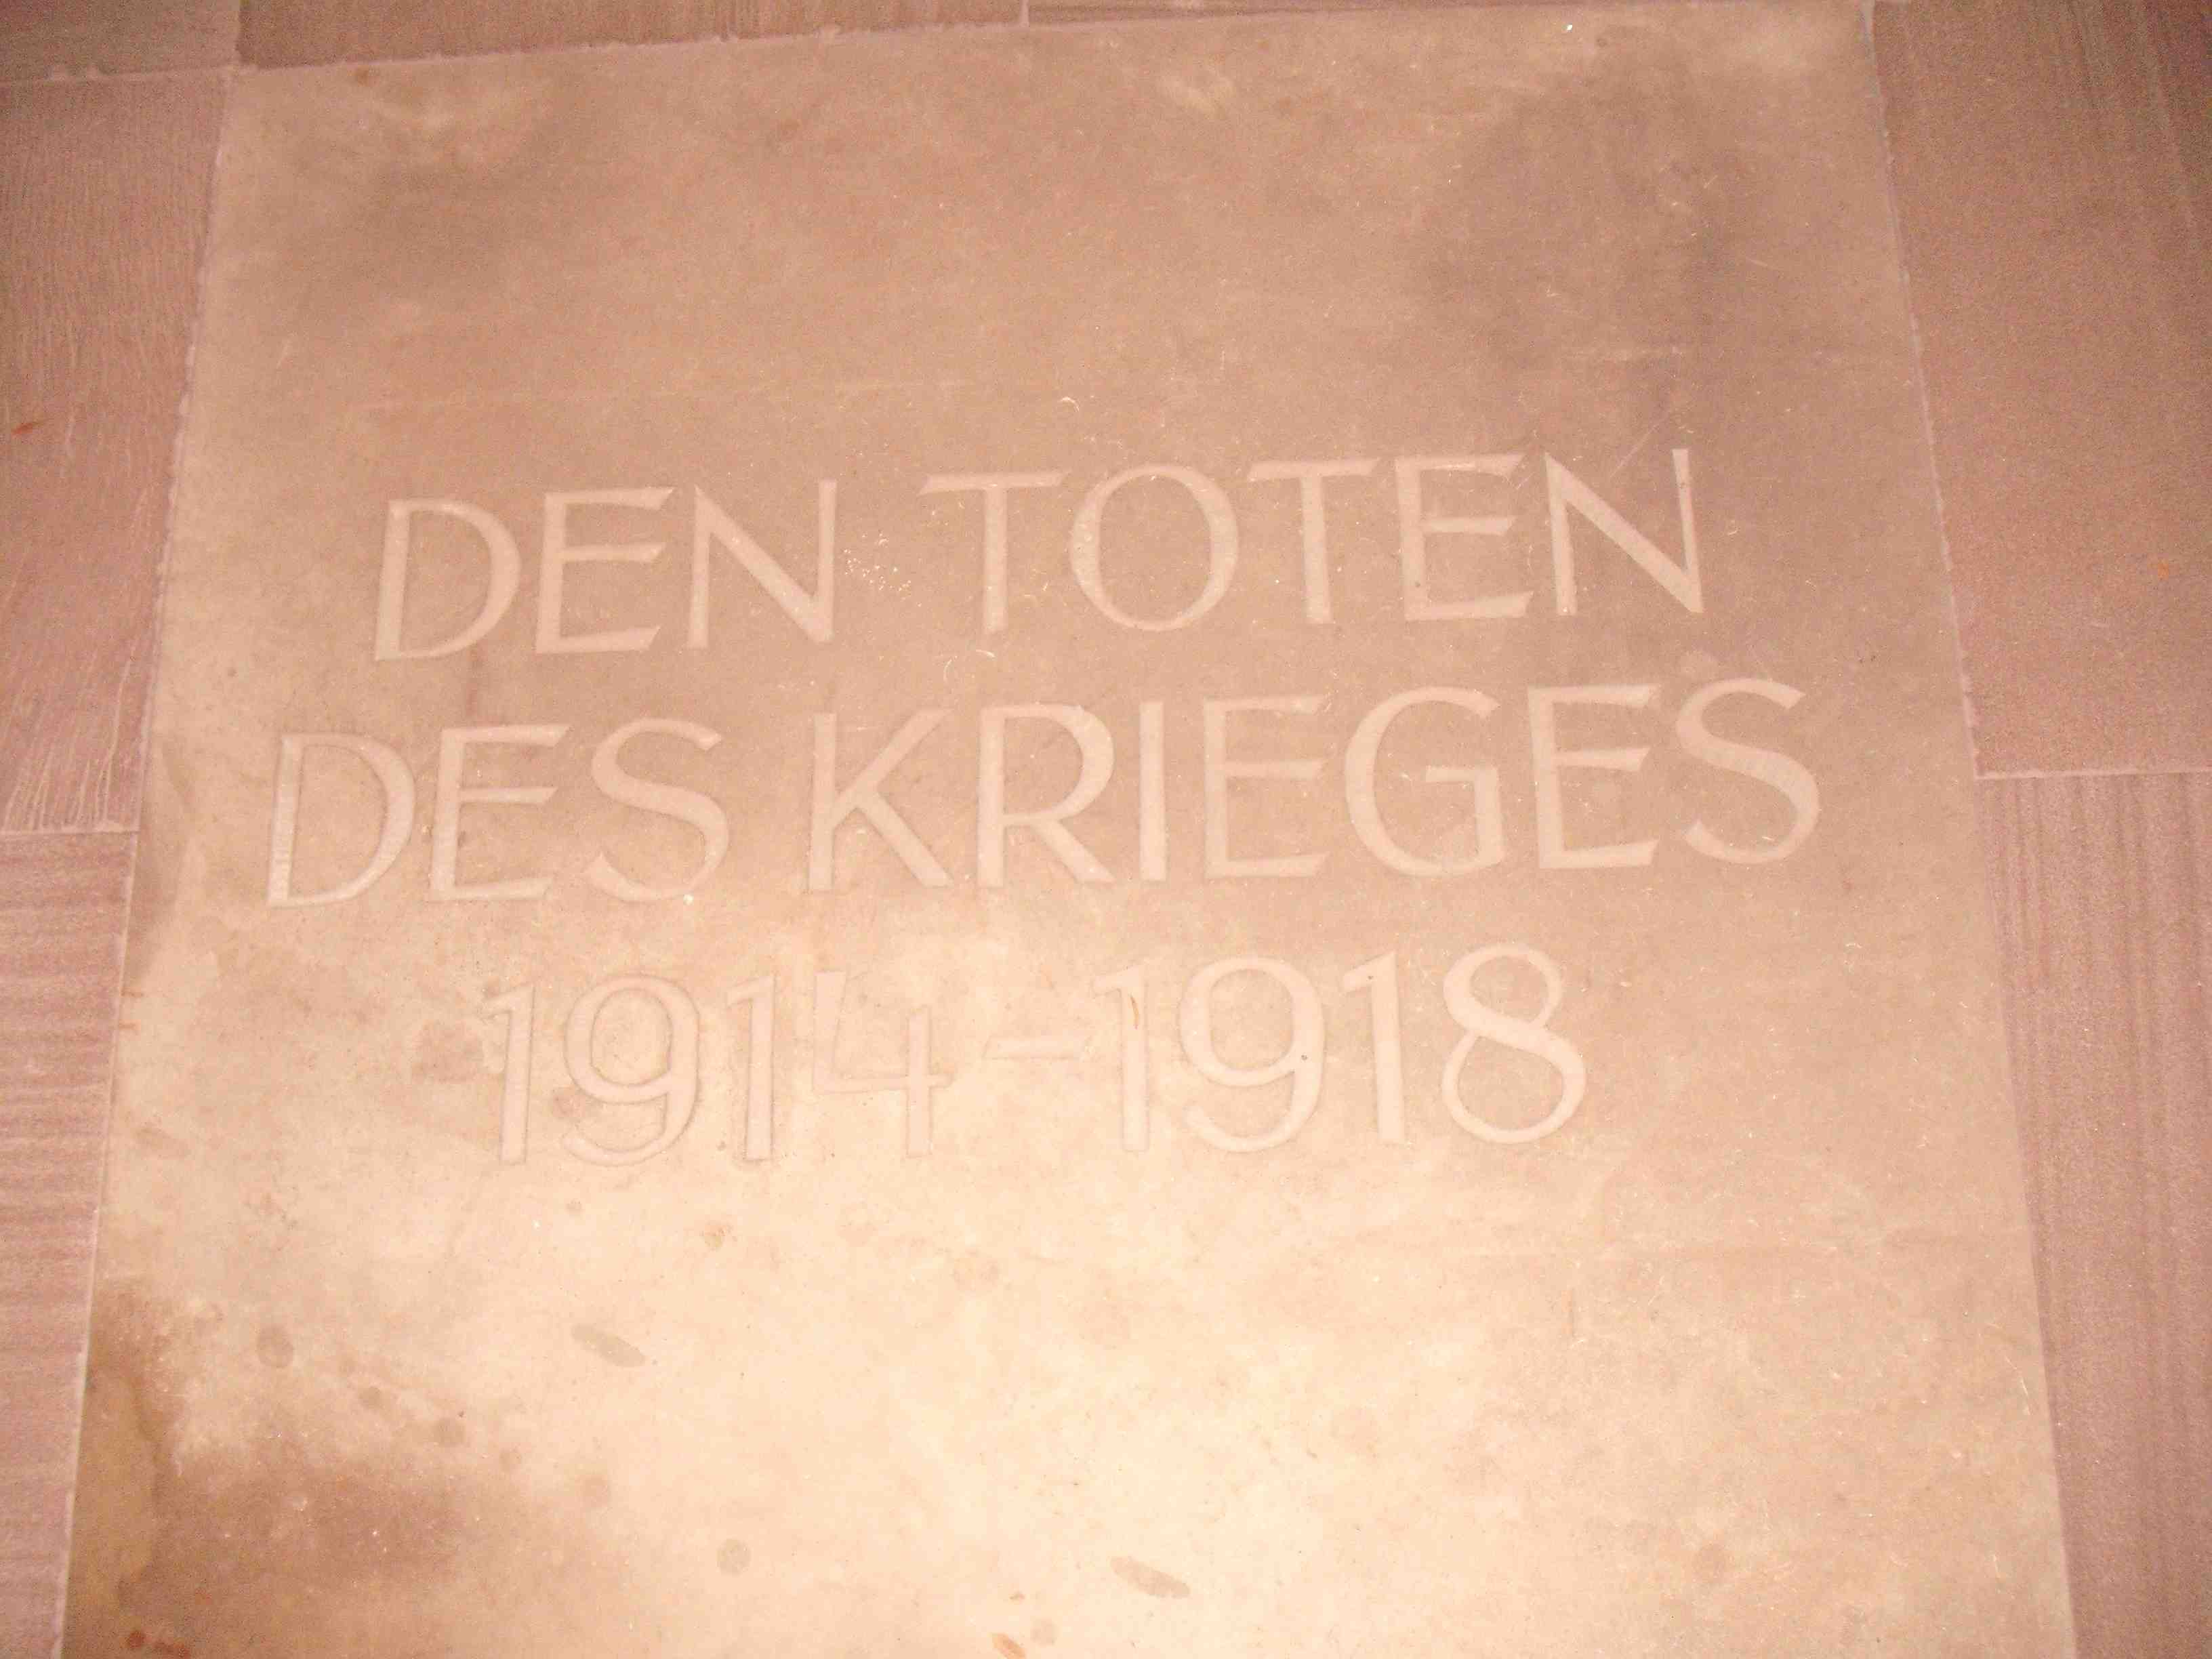 DEN TOTEN
DES KRIEGES
1914-1918